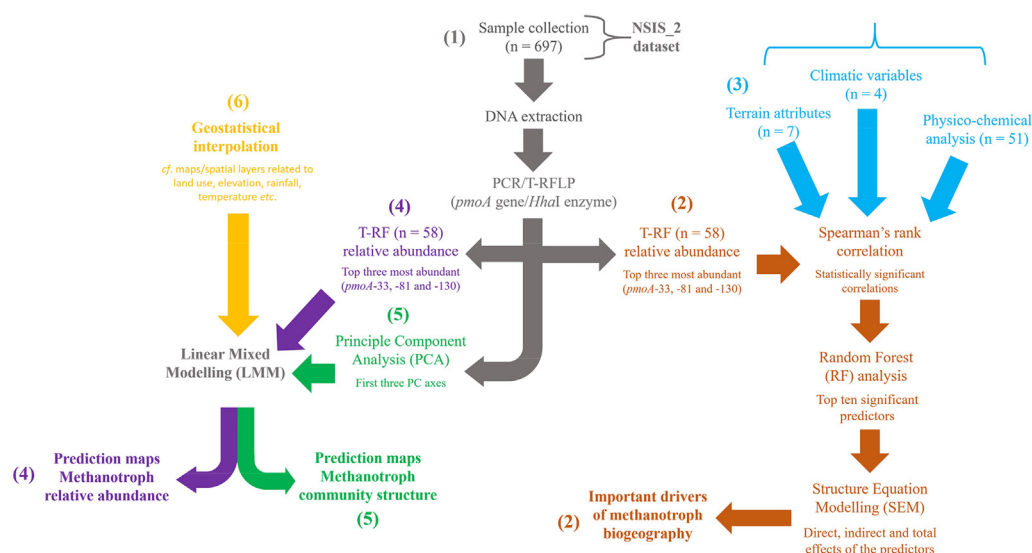 (1)
Sample collection
(n = 697)
NSIS_2
dataset
DNA extraction
PCR/T-RFLP
(pmoA gene/HhaI enzyme)
(3)
Climatic variables
(n = 4)
Terrain attributes
(n = 7)
Physico-chemical
analysis (n = 51)
(6)
Geostatistical
interpolation
cf. maps/spatial layers related to
land use, elevation, rainfall,
temperature etc.
(4)
T-RF (n = 58)
relative abundance
Top three most abundant
(pmoA-33, -81 and -130)
(2)
T-RF (n = 58)
relative abundance
Top three most abundant
(pmoA-33, -81 and -130)
Spearman's rank
correlation
Statistically significant
correlations
(5)
Principle Component
Analysis (PCA)
First three PC axes
Linear Mixed
Modelling (LMM)
Random Forest
(RF) analysis
Top ten significant
predictors
(4)
Prediction maps
Methanotroph
relative abundance
Prediction maps
Methanotroph
community structure
(5)
Structure Equation
Modelling (SEM)
Direct, indirect and total
effects of the predictors
(2)
Important drivers
of methanotroph
biogeography